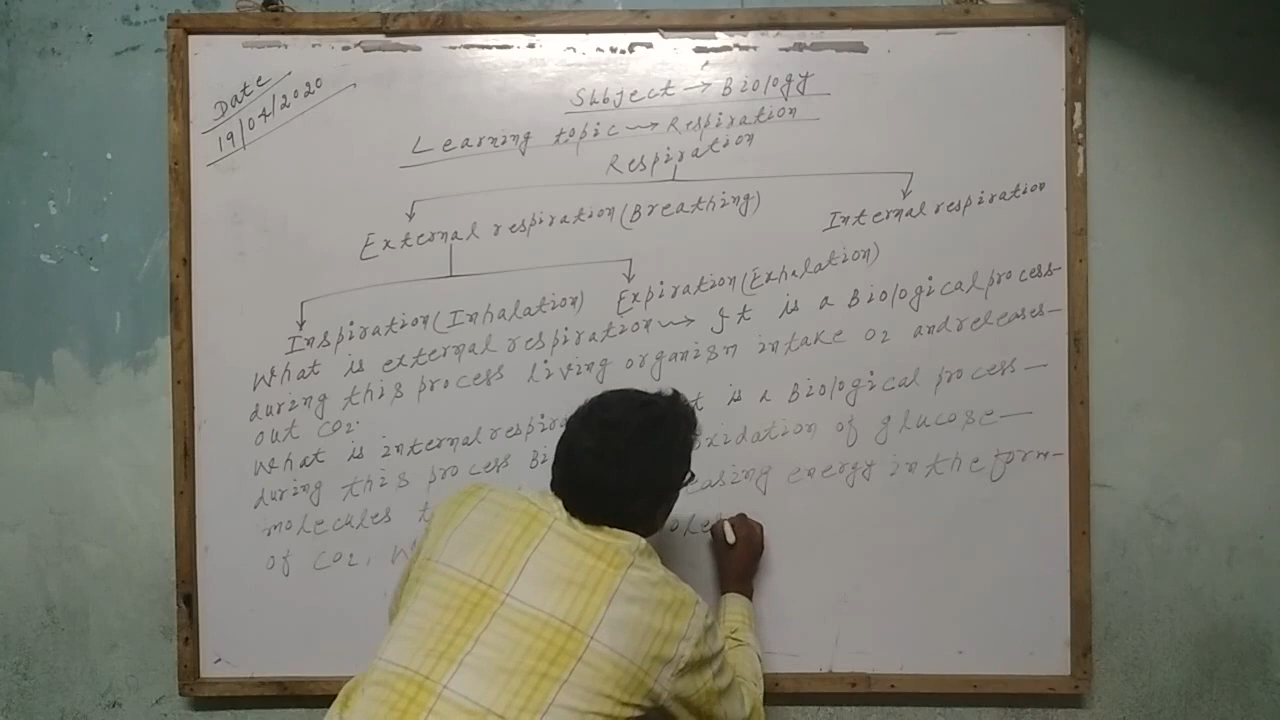 Date
19/04/2020
Subject → Biology
Learning topic → Respiration
Respiration
External respiration (Breathing)
Internal respiration
Inspiration (Inhalation)
Expiration (Exhalation)
What is external respiration → It is a Biological process
during this process living organism intake O2 and releases
out CO2.
What is internal is a Biological process
during this process oxidation of glucose
molecules energy in the form
of CO2,